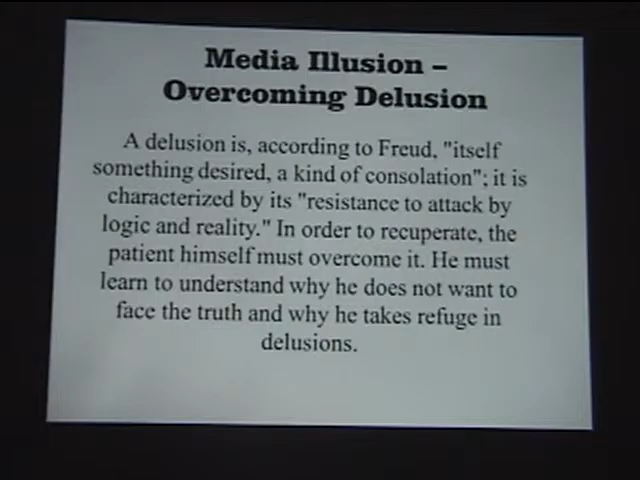 Media Illusion –
Overcoming Delusion
A delusion is, according to Freud, "itself
something desired, a kind of consolation"; it is
characterized by its "resistance to attack by
logic and reality." In order to recuperate, the
patient himself must overcome it. He must
learn to understand why he does not want to
face the truth and why he takes refuge in
delusions.